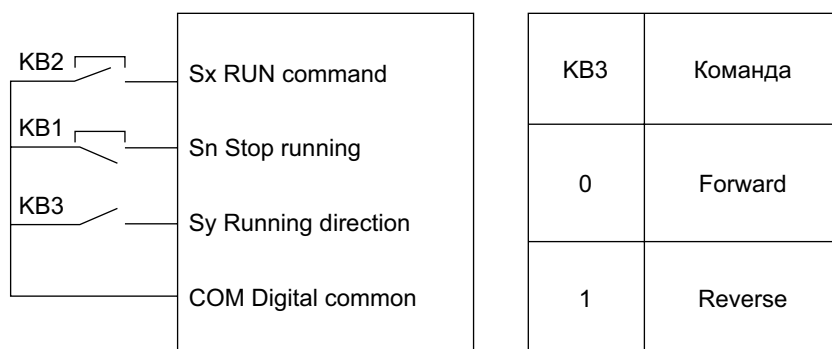 KB2
Sx RUN command
KB1
Sn Stop running
KB3
Sy Running direction
COM Digital common
KB3 Команда
0 Forward
1 Reverse